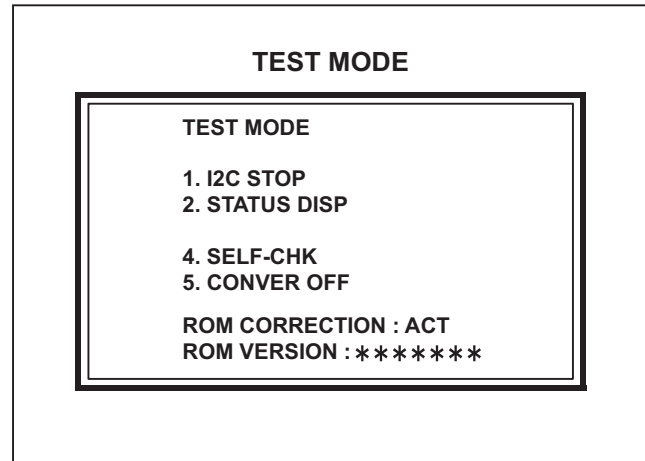 TEST MODE
TEST MODE
1. I2C STOP
2. STATUS DISP
4. SELF-CHK
5. CONVER OFF
ROM CORRECTION : ACT
ROM VERSION : *******